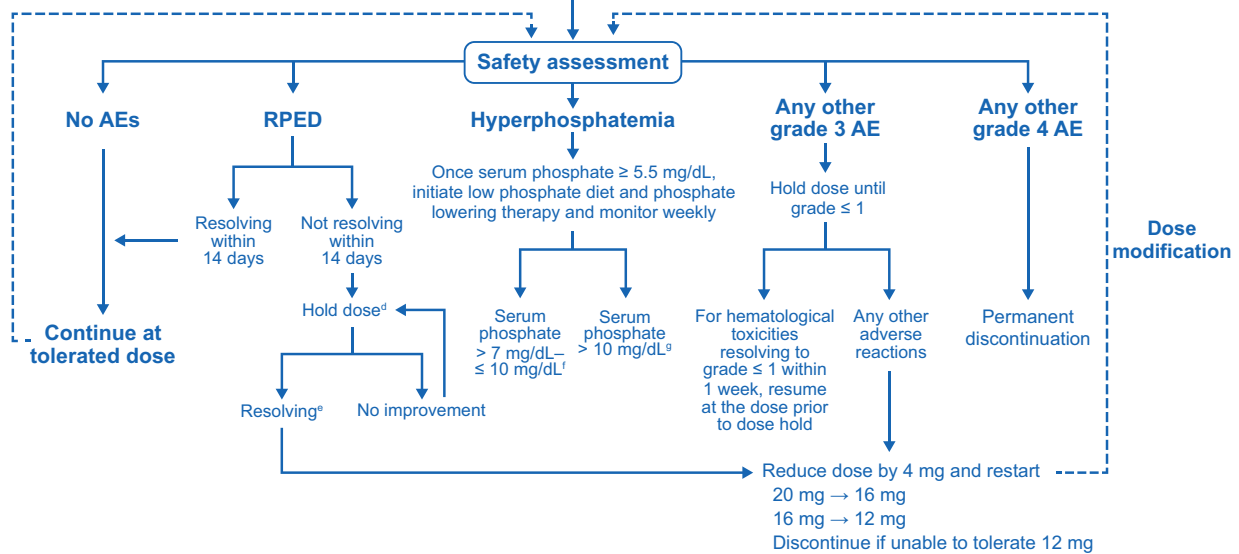 Safety assessment
No AEs
RPED
Hyperphosphatemia
Any other
grade 3 AE
Any other
grade 4 AE
Once serum phosphate ≥ 5.5 mg/dL,
initiate low phosphate diet and phosphate
lowering therapy and monitor weekly
Hold dose until
grade ≤ 1
Resolving
within
14 days
Not resolving
within
14 days
Dose
modification
Hold doseᵈ
Continue at
tolerated dose
Serum
phosphate
> 7 mg/dL–
≤ 10 mg/dLᶠ
Serum
phosphate
> 10 mg/dLᵍ
For hematological
toxicities
resolving to
grade ≤ 1 within
1 week, resume
at the dose prior
to dose hold
Any other
adverse
reactions
Permanent
discontinuation
Resolvingᵉ
No improvement
Reduce dose by 4 mg and restart
20 mg → 16 mg
16 mg → 12 mg
Discontinue if unable to tolerate 12 mg